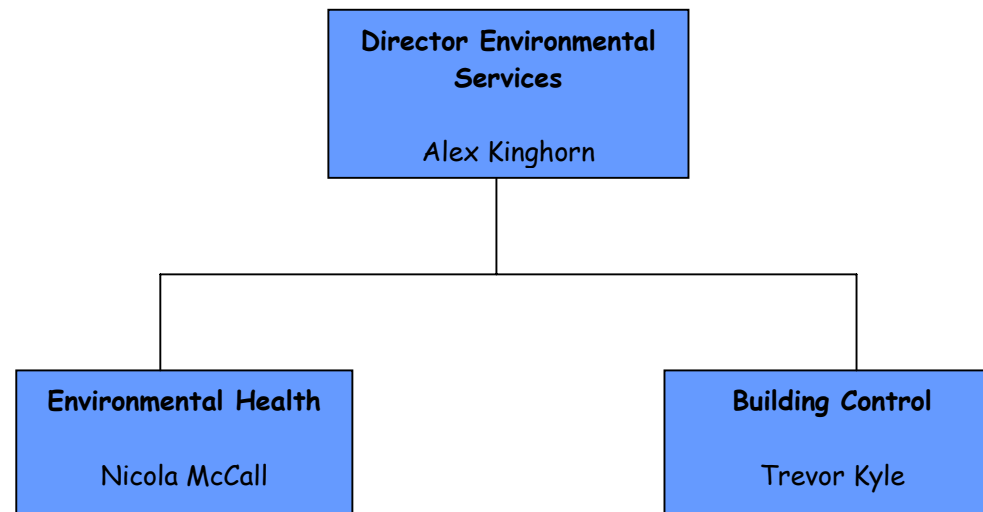 Director Environmental
Services
Alex Kinghorn
Environmental Health
Nicola McCall
Building Control
Trevor Kyle